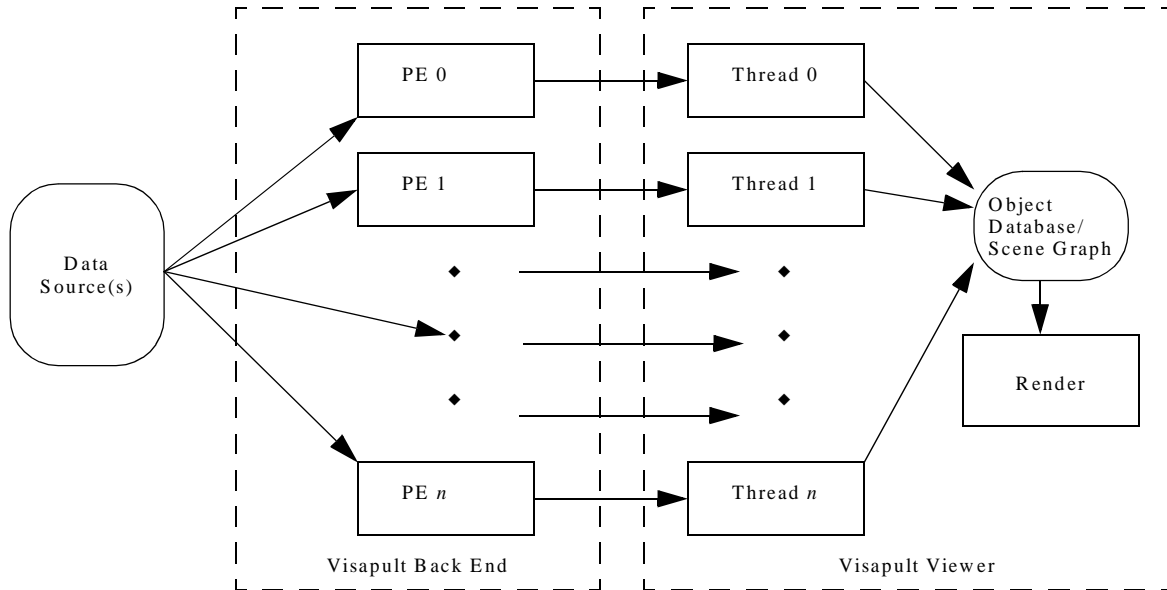 PE 0
Thread 0
PE 1
Thread 1
Object
Database/
Scene Graph
Data
Source(s)
Render
PE n
Thread n
Visapult Back End
Visapult Viewer